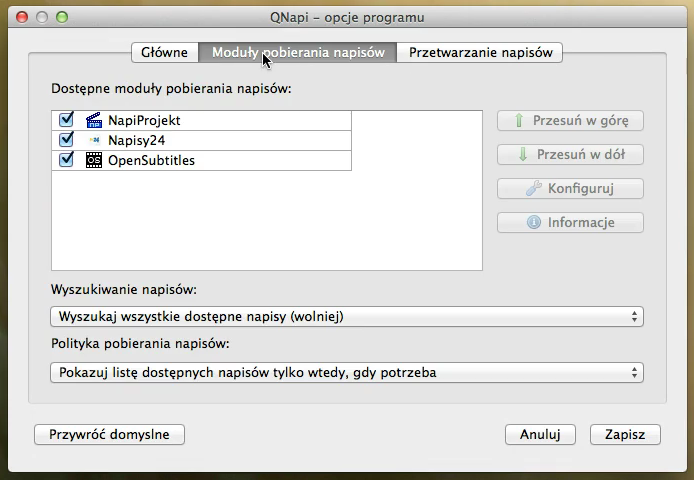 QNapi – opcje programu
Główne Moduły pobierania napisów Przetwarzanie napisów
Dostępne moduły pobierania napisów:
NapiProjekt
Napisy24
OpenSubtitles
Przesuń w górę
Przesuń w dół
Konfiguruj
Informacje
Wyszukiwanie napisów:
Wyszukaj wszystkie dostępne napisy (wolniej)
Polityka pobierania napisów:
Pokazuj listę dostępnych napisów tylko wtedy, gdy potrzeba
Przywróć domyslne Anuluj Zapisz